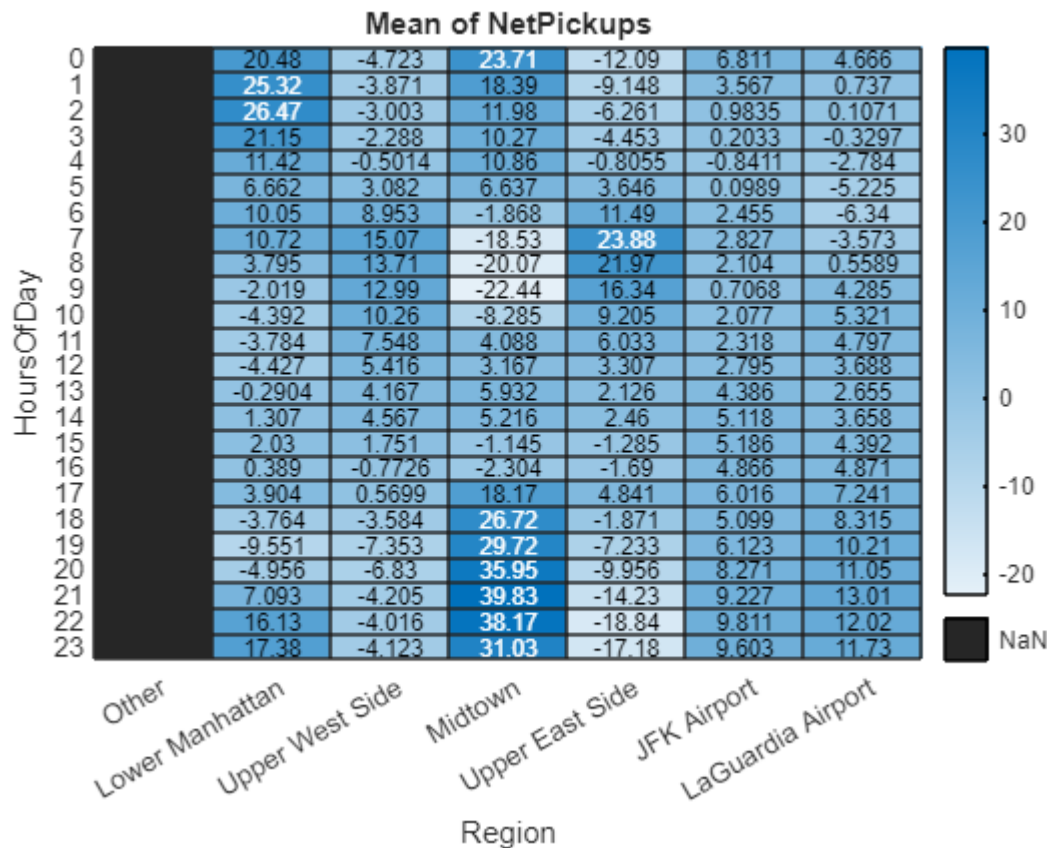 Mean of NetPickups
0 20.48 -4.723 23.71 -12.09 6.811 4.666
1 25.32 -3.871 18.39 -9.148 3.567 0.737
2 26.47 -3.003 11.98 -6.261 0.9835 0.1071
3 21.15 -2.288 10.27 -4.453 0.2033 -0.3297
4 11.42 -0.5014 10.86 -0.8055 -0.8411 -2.784
5 6.662 3.082 6.637 3.646 0.0989 -5.225
6 10.05 8.953 -1.868 11.49 2.455 -6.34
7 10.72 15.07 -18.53 23.88 2.827 -3.573
8 3.795 13.71 -20.07 21.97 2.104 0.5589
9 -2.019 12.99 -22.44 16.34 0.7068 4.285
10 -4.392 10.26 -8.285 9.205 2.077 5.321
11 -3.784 7.548 4.088 6.033 2.318 4.797
12 -4.427 5.416 3.167 3.307 2.795 3.688
13 -0.2904 4.167 5.932 2.126 4.386 2.655
14 1.307 4.567 5.216 2.46 5.118 3.658
15 2.03 1.751 -1.145 -1.285 5.186 4.392
16 0.389 -0.7726 -2.304 -1.69 4.866 4.871
17 3.904 0.5699 18.17 4.841 6.016 7.241
18 -3.764 -3.584 26.72 -1.871 5.099 8.315
19 -9.551 -7.353 29.72 -7.233 6.123 10.21
20 -4.956 -6.83 35.95 -9.956 8.271 11.05
21 7.093 -4.205 39.83 -14.23 9.227 13.01
22 16.13 -4.016 38.17 -18.84 9.811 12.02
23 17.38 -4.123 31.03 -17.18 9.603 11.73
HoursOfDay
Other
Lower Manhattan
Upper West Side
Midtown
Upper East Side
JFK Airport
LaGuardia Airport
Region
30
20
10
0
-10
-20
NaN